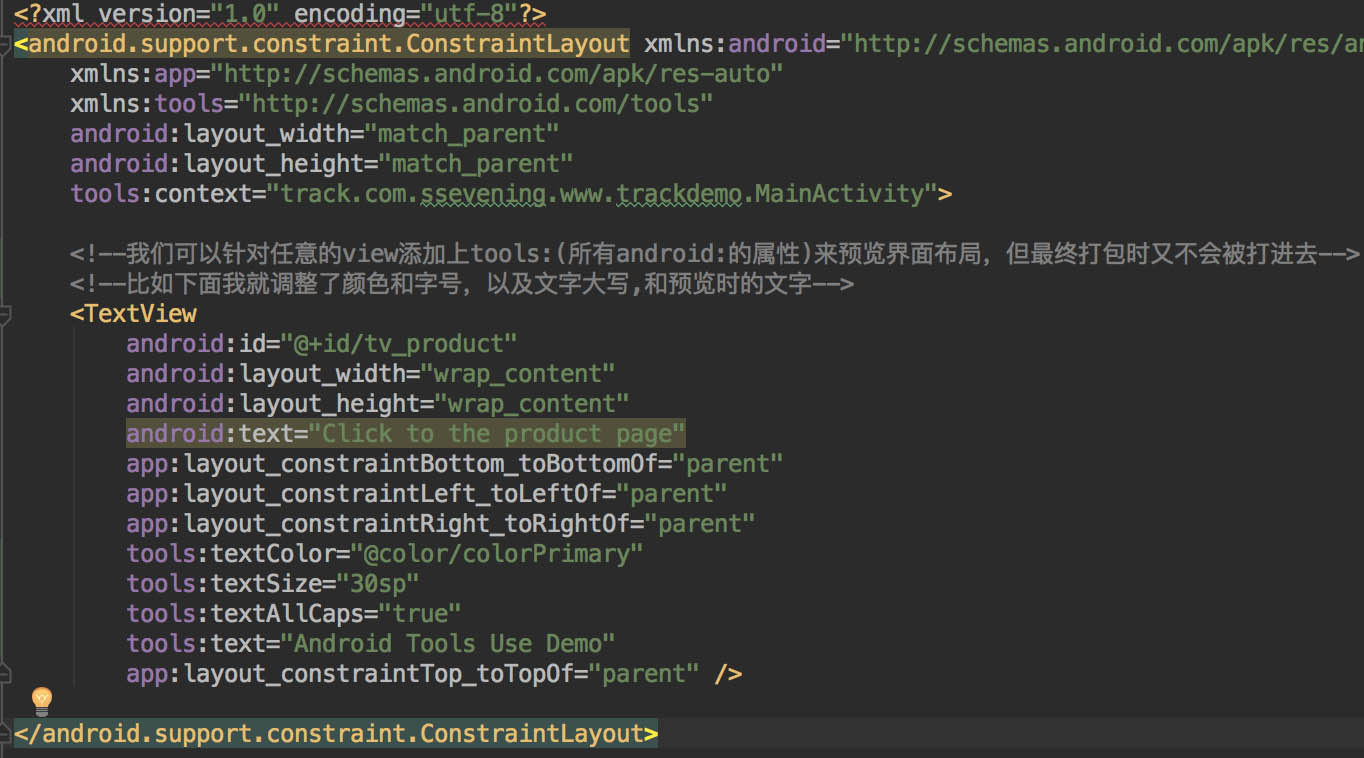 <?xml version="1.0" encoding="utf-8"?>
<android.support.constraint.ConstraintLayout xmlns:android="http://schemas.android.com/apk/res/an
    xmlns:app="http://schemas.android.com/apk/res-auto"
    xmlns:tools="http://schemas.android.com/tools"
    android:layout_width="match_parent"
    android:layout_height="match_parent"
    tools:context="track.com.ssevening.www.trackdemo.MainActivity">

    <!--我们可以针对任意的view添加上tools:(所有android:的属性)来预览界面布局，但最终打包时又不会被打进去-->
    <!--比如下面我就调整了颜色和字号，以及文字大写,和预览时的文字-->
    <TextView
        android:id="@+id/tv_product"
        android:layout_width="wrap_content"
        android:layout_height="wrap_content"
        android:text="Click to the product page"
        app:layout_constraintBottom_toBottomOf="parent"
        app:layout_constraintLeft_toLeftOf="parent"
        app:layout_constraintRight_toRightOf="parent"
        tools:textColor="@color/colorPrimary"
        tools:textSize="30sp"
        tools:textAllCaps="true"
        tools:text="Android Tools Use Demo"
        app:layout_constraintTop_toTopOf="parent" />

</android.support.constraint.ConstraintLayout>